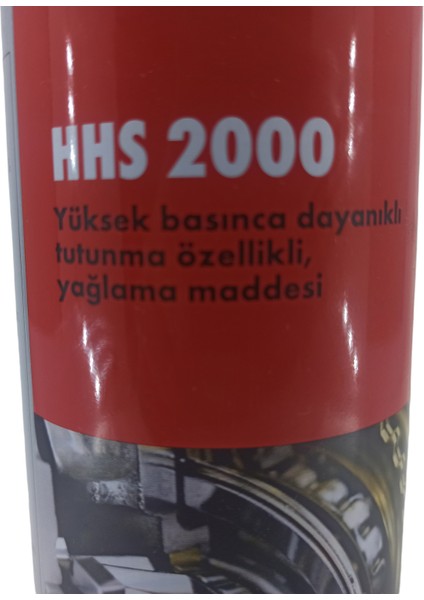 HHS 2000
Yüksek basınca dayanıklı
tutunma özellikli,
yağlama maddesi